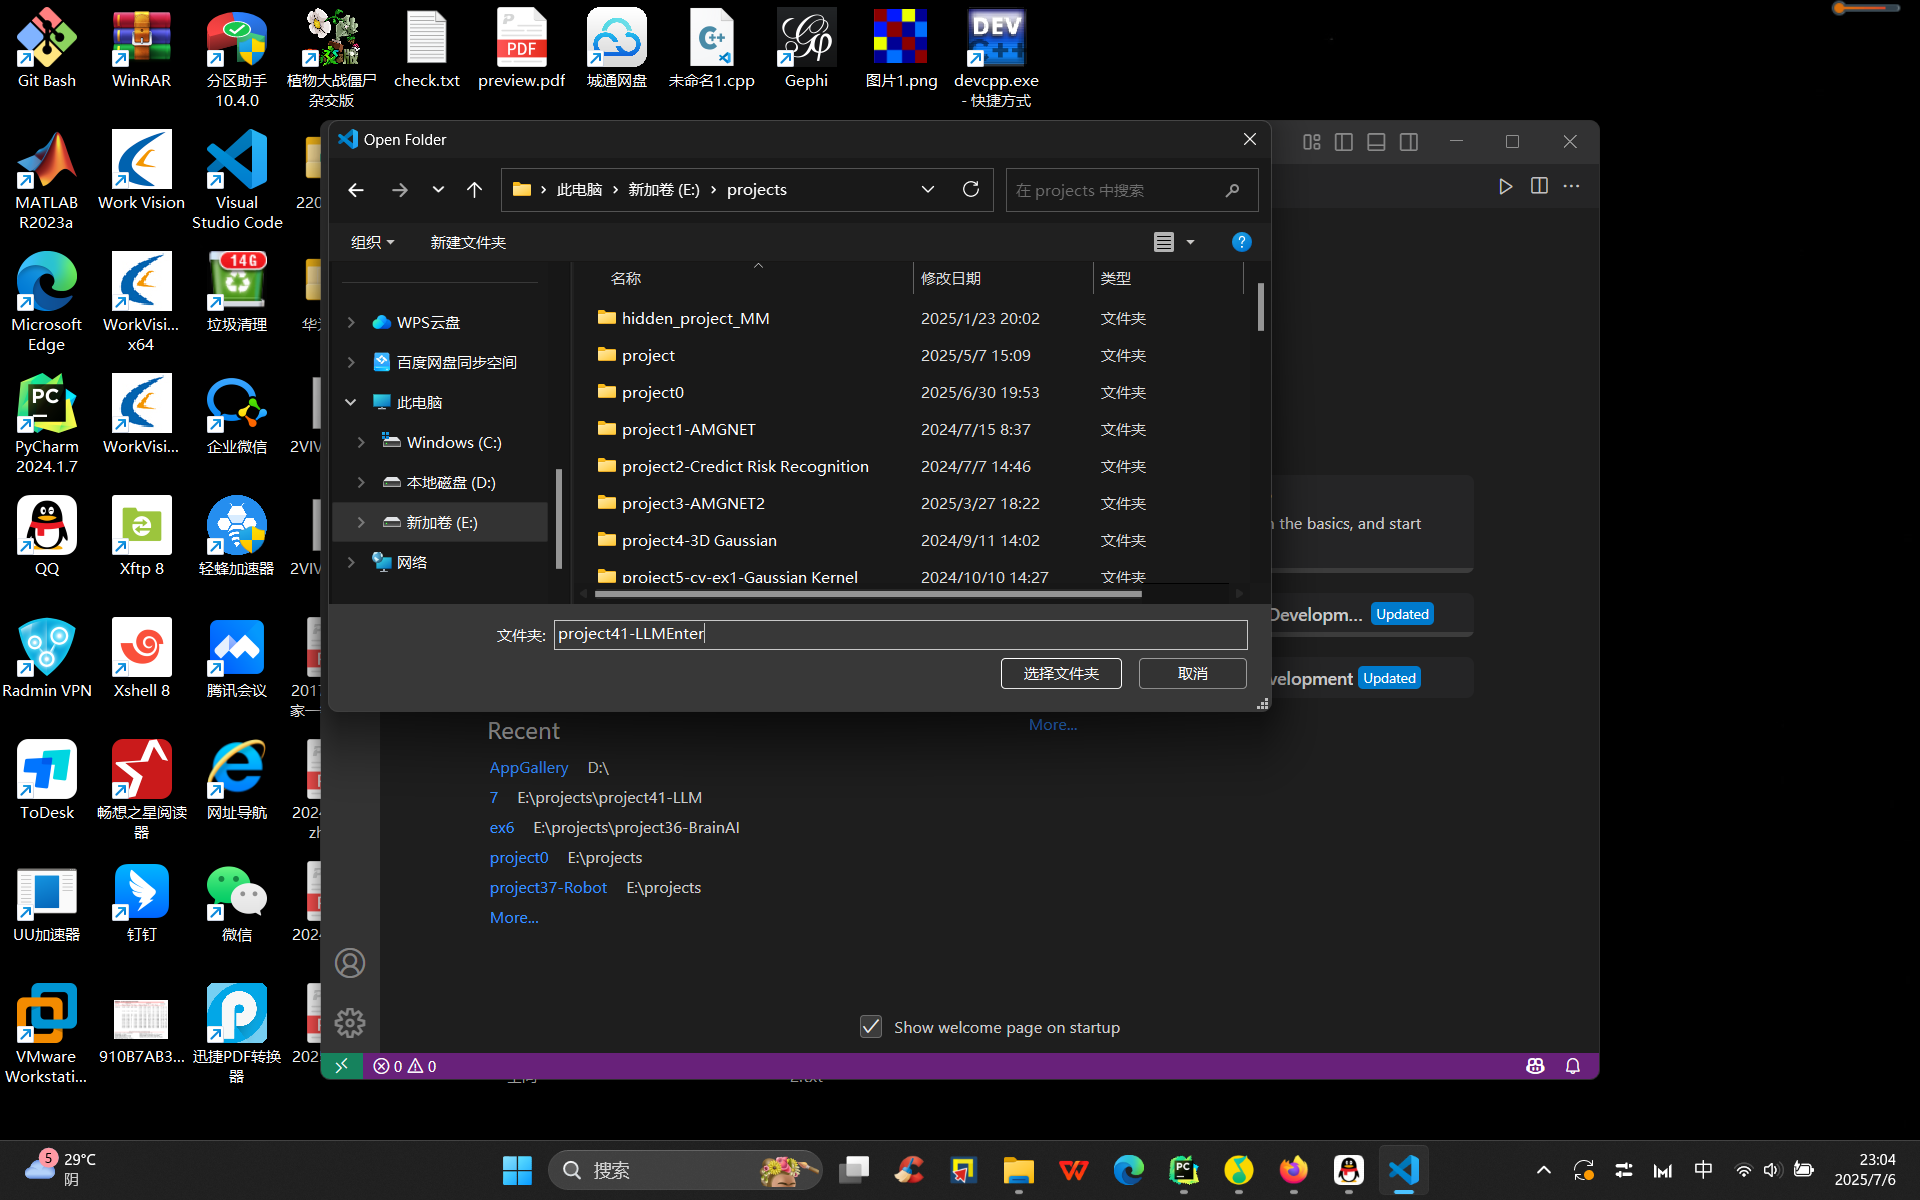 Git Bash
WinRAR
分区助手
10.4.0
植物大战僵尸
杂交版
check.txt
PDF
preview.pdf
城通网盘
未命名1.cpp
Gephi
图片1.png
DEV
devcpp.exe
- 快捷方式
MATLAB
R2023a
Work Vision
Visual
Studio Code
220
Microsoft
Edge
WorkVisi...
x64
14G
垃圾清理
PC
PyCharm
2024.1.7
WorkVisi...
企业微信
2VIV
QQ
Xftp 8
轻蜂加速器
2VIV
Radmin VPN
Xshell 8
腾讯会议
2017
家一
ToDesk
畅想之星阅读
器
网址导航
2024
zh
UU加速器
钉钉
微信
2024
VMware
Workstati...
910B7AB3...
迅捷PDF转换
器
202
Open Folder
此电脑 › 新加卷 (E:) › projects
在 projects 中搜索
组织
新建文件夹
名称 修改日期 类型
WPS云盘
百度网盘同步空间
此电脑
Windows (C:)
本地磁盘 (D:)
新加卷 (E:)
网络
hidden_project_MM 2025/1/23 20:02 文件夹
project 2025/5/7 15:09 文件夹
project0 2025/6/30 19:53 文件夹
project1-AMGNET 2024/7/15 8:37 文件夹
project2-Credict Risk Recognition 2024/7/7 14:46 文件夹
project3-AMGNET2 2025/3/27 18:22 文件夹
project4-3D Gaussian 2024/9/11 14:02 文件夹
project5-cv-ex1-Gaussian Kernel 2024/10/10 14:27 文件夹
文件夹: project41-LLMEnter
选择文件夹
取消
the basics, and start
Developm... Updated
velopment Updated
More...
Recent
AppGallery D:\
7 E:\projects\project41-LLM
ex6 E:\projects\project36-BrainAI
project0 E:\projects
project37-Robot E:\projects
More...
Show welcome page on startup
0 0
5
29°C
阴
搜索
PC
中
23:04
2025/7/6